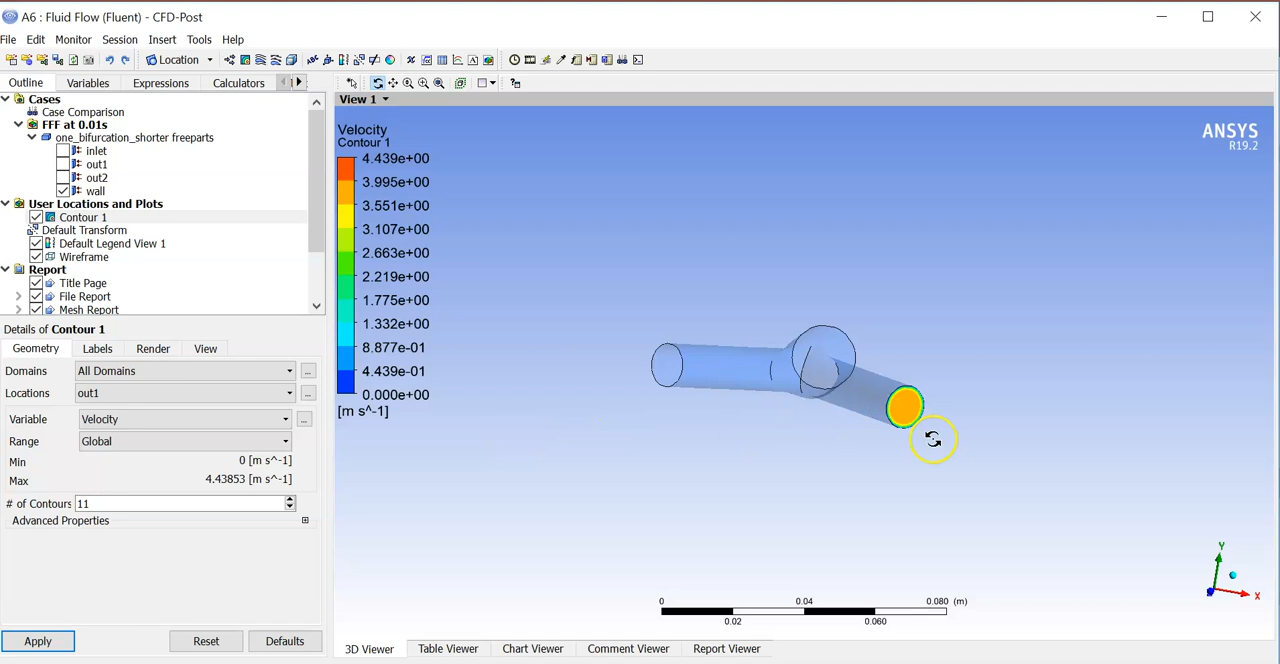 A6 : Fluid Flow (Fluent) - CFD-Post
File Edit Monitor Session Insert Tools Help
Location
Outline Variables Expressions Calculators
Cases
Case Comparison
FFF at 0.01s
one_bifurcation_shorter freeparts
inlet
out1
out2
wall
User Locations and Plots
Contour 1
Default Transform
Default Legend View 1
Wireframe
Report
Title Page
File Report
Mesh Report
Details of Contour 1
Geometry Labels Render View
Domains All Domains ...
Locations out1 ...
Variable Velocity ...
Range Global
Min 0 [m s^-1]
Max 4.43853 [m s^-1]
# of Contours 11
Advanced Properties
Apply Reset Defaults
View 1
Velocity
Contour 1
4.439e+00
3.995e+00
3.551e+00
3.107e+00
2.663e+00
2.219e+00
1.775e+00
1.332e+00
8.877e-01
4.439e-01
0.000e+00
[m s^-1]
ANSYS
R19.2
Y
X
0 0.04 0.080 (m)
0.02 0.060
3D Viewer Table Viewer Chart Viewer Comment Viewer Report Viewer